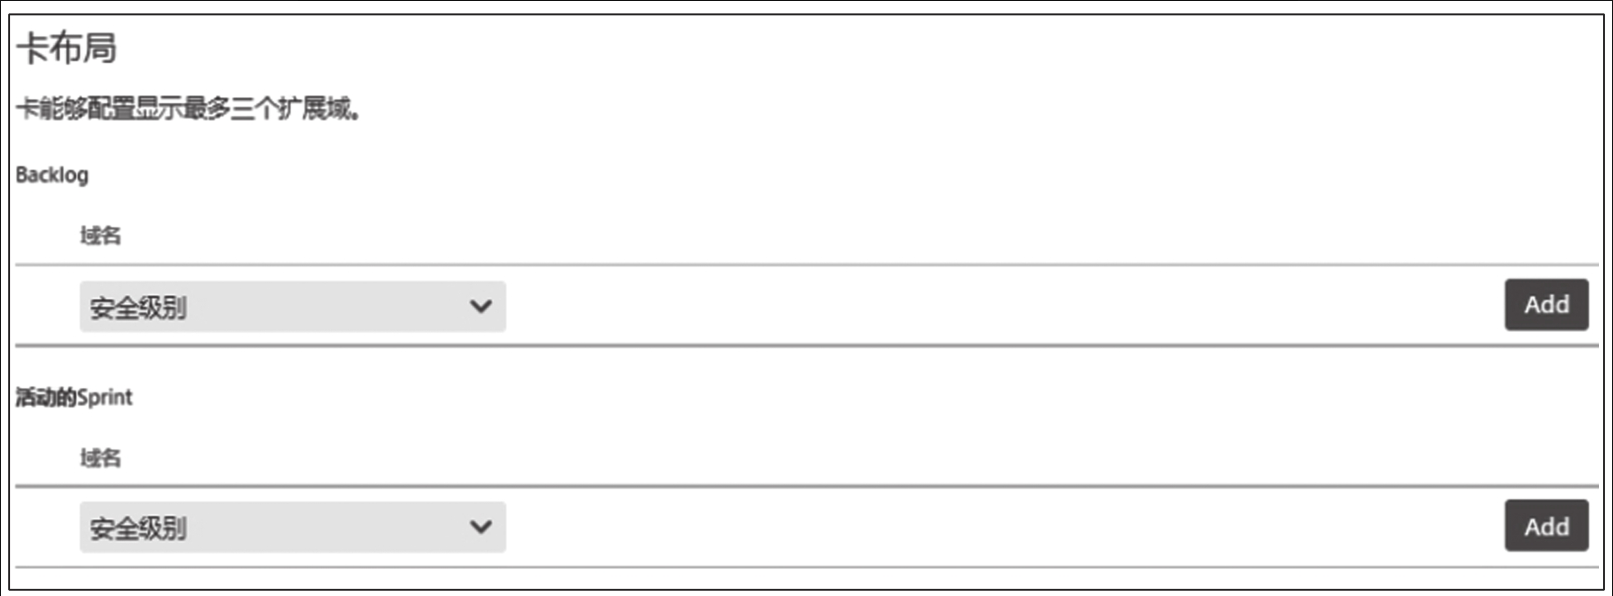 卡布局
卡能够配置显示最多三个扩展域。
Backlog
域名
安全级别 Add
活动的Sprint
域名
安全级别 Add